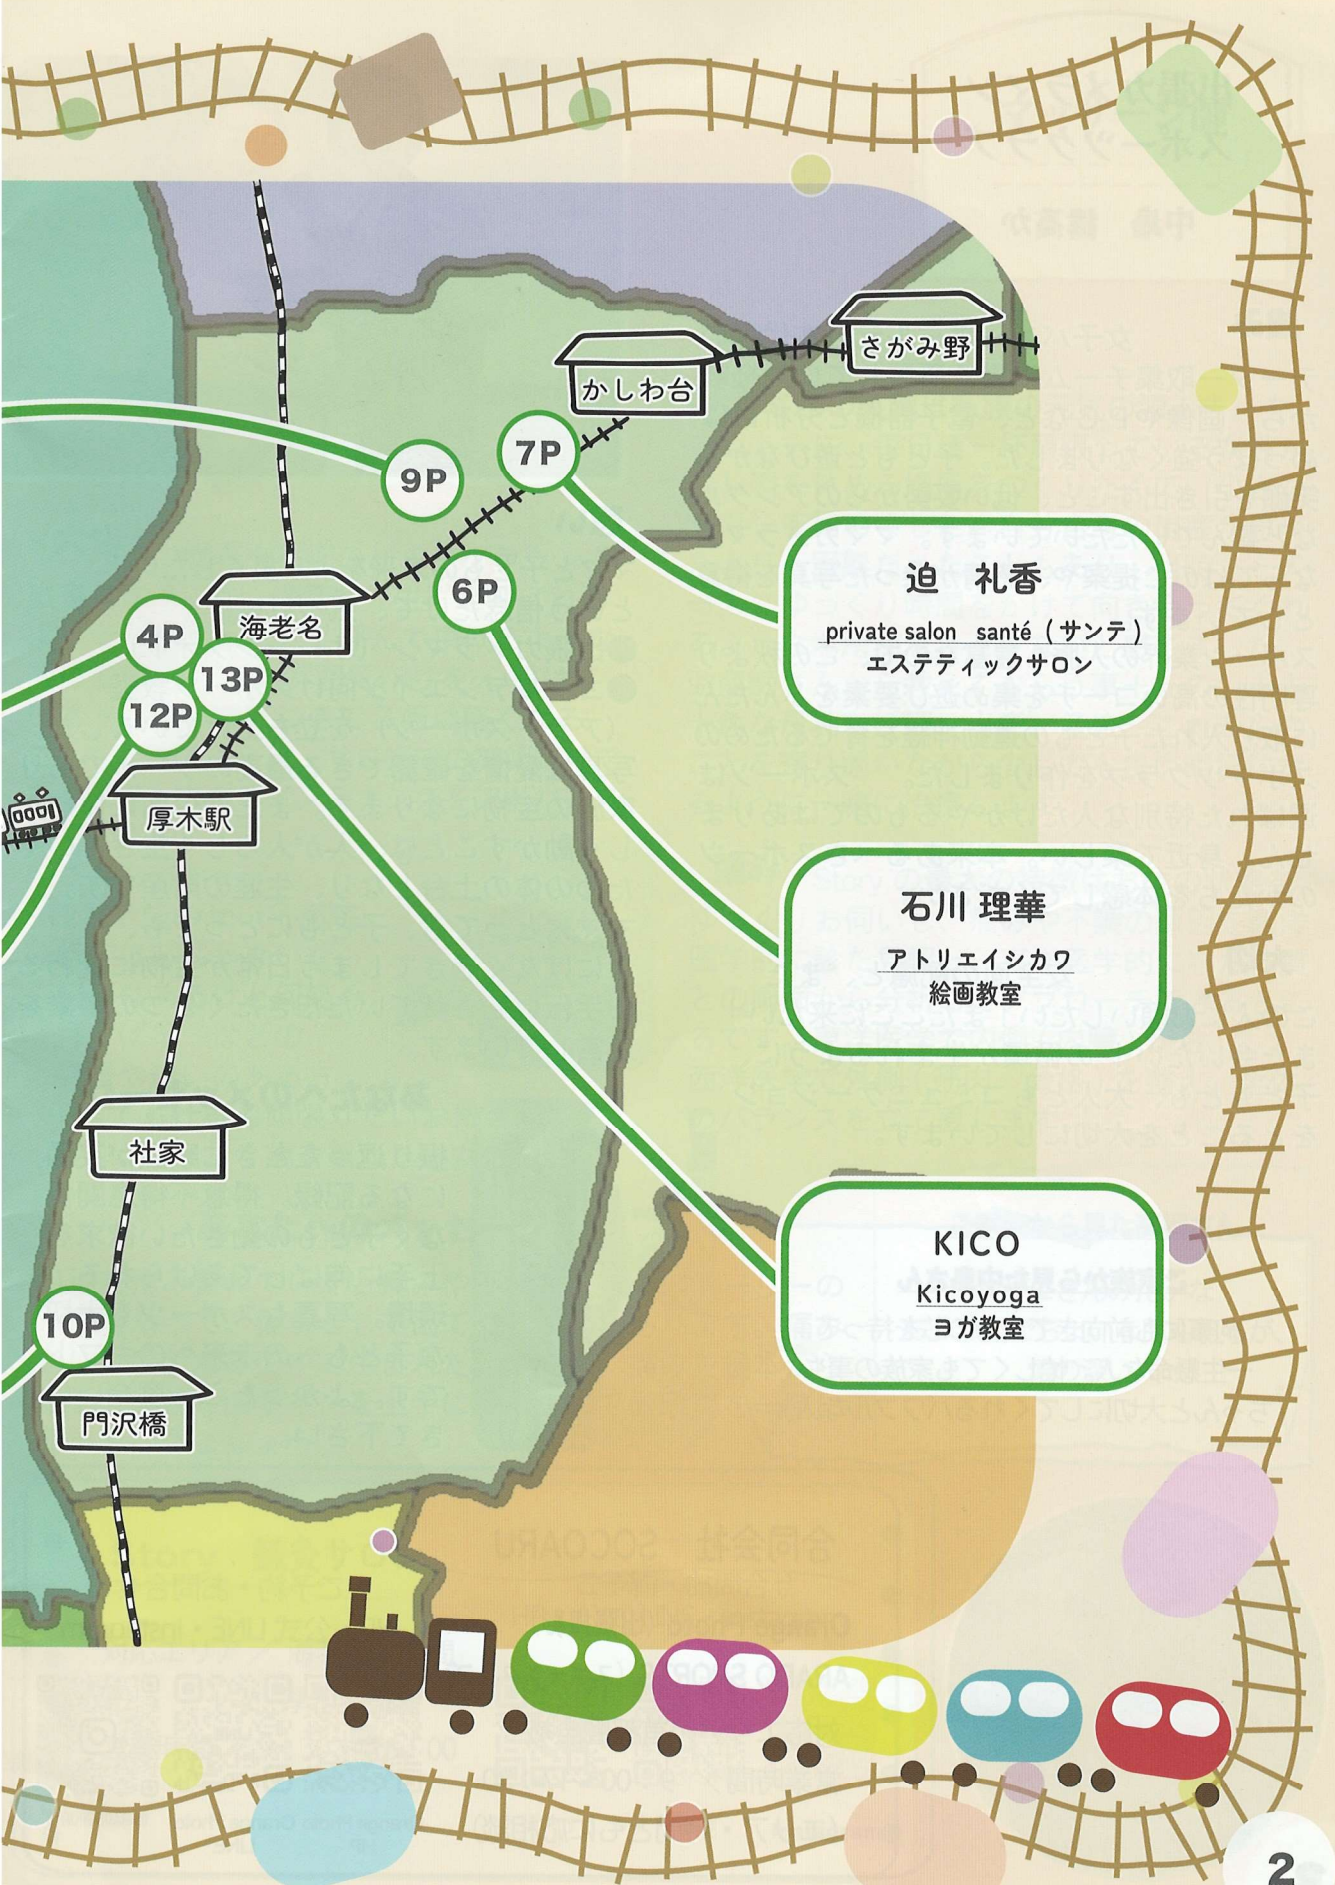 さがみ野
かしわ台
7P
9P
6P
迫　礼香
private salon　santé（サンテ）
エステティックサロン
海老名
4P
13P
12P
厚木駅
石川 理華
アトリエイシカワ
絵画教室
社家
KICO
Kicoyoga
ヨガ教室
10P
門沢橋
2